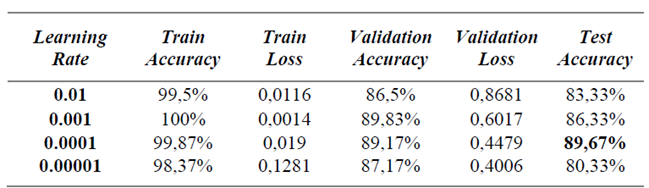 Learning Rate Train Accuracy Train Loss Validation Accuracy Validation Loss Test Accuracy
0.01 99,5% 0,0116 86,5% 0,8681 83,33%
0.001 100% 0,0014 89,83% 0,6017 86,33%
0.0001 99,87% 0,019 89,17% 0,4479 89,67%
0.00001 98,37% 0,1281 87,17% 0,4006 80,33%